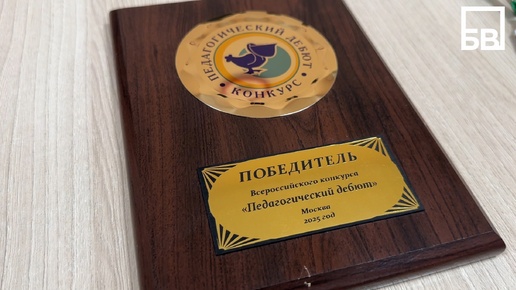 БВ
ПЕДАГОГИЧЕСКИЙ ДЕБЮТ
• КОНКУРС •
ПОБЕДИТЕЛЬ
Всероссийского конкурса
«Педагогический дебют»
Москва
2025 год